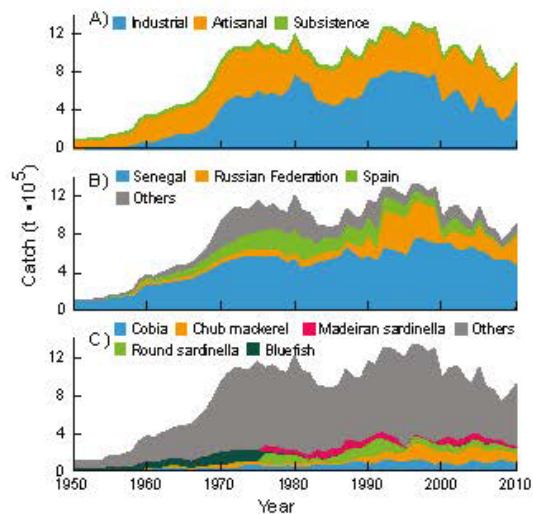 A)
Industrial Artisanal Subsistence
12
8
4
0
B)
Senegal Russian Federation Spain
Others
12
8
4
0
Catch (t •10⁵)
C)
Cobia Chub mackerel Madeiran sardinella Others
Round sardinella Bluefish
12
8
4
0
1950 1960 1970 1980 1990 2000 2010
Year